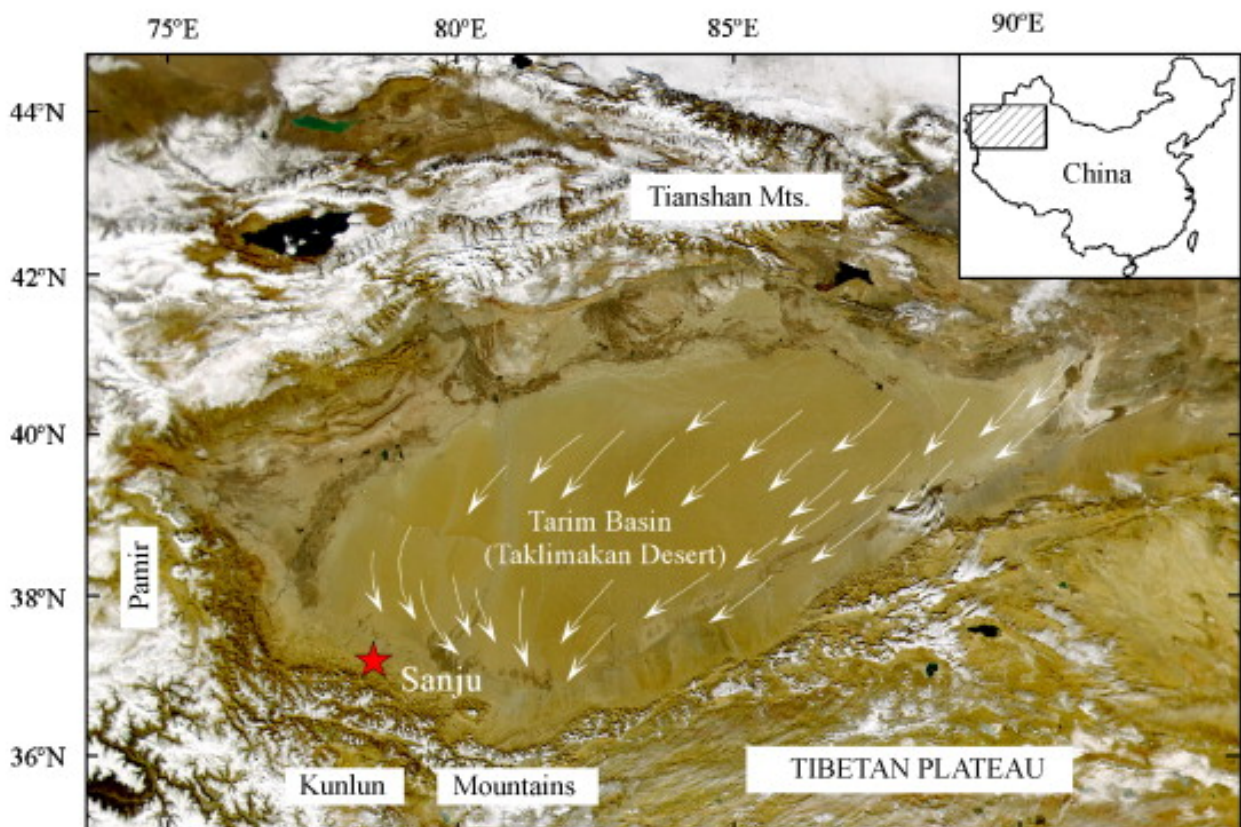 75°E 80°E 85°E 90°E
44°N
42°N
40°N
38°N
36°N
China
Tianshan Mts.
Tarim Basin
(Taklimakan Desert)
Pamir
Sanju
Kunlun Mountains
TIBETAN PLATEAU